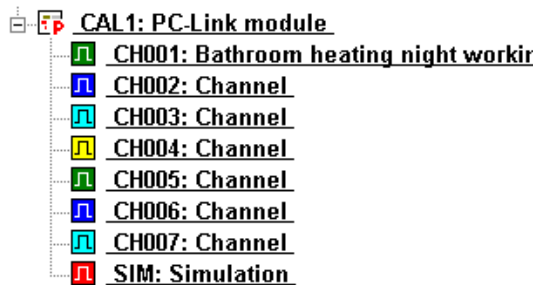 CAL1: PC-Link module
CH001: Bathroom heating night workin
CH002: Channel
CH003: Channel
CH004: Channel
CH005: Channel
CH006: Channel
CH007: Channel
SIM: Simulation